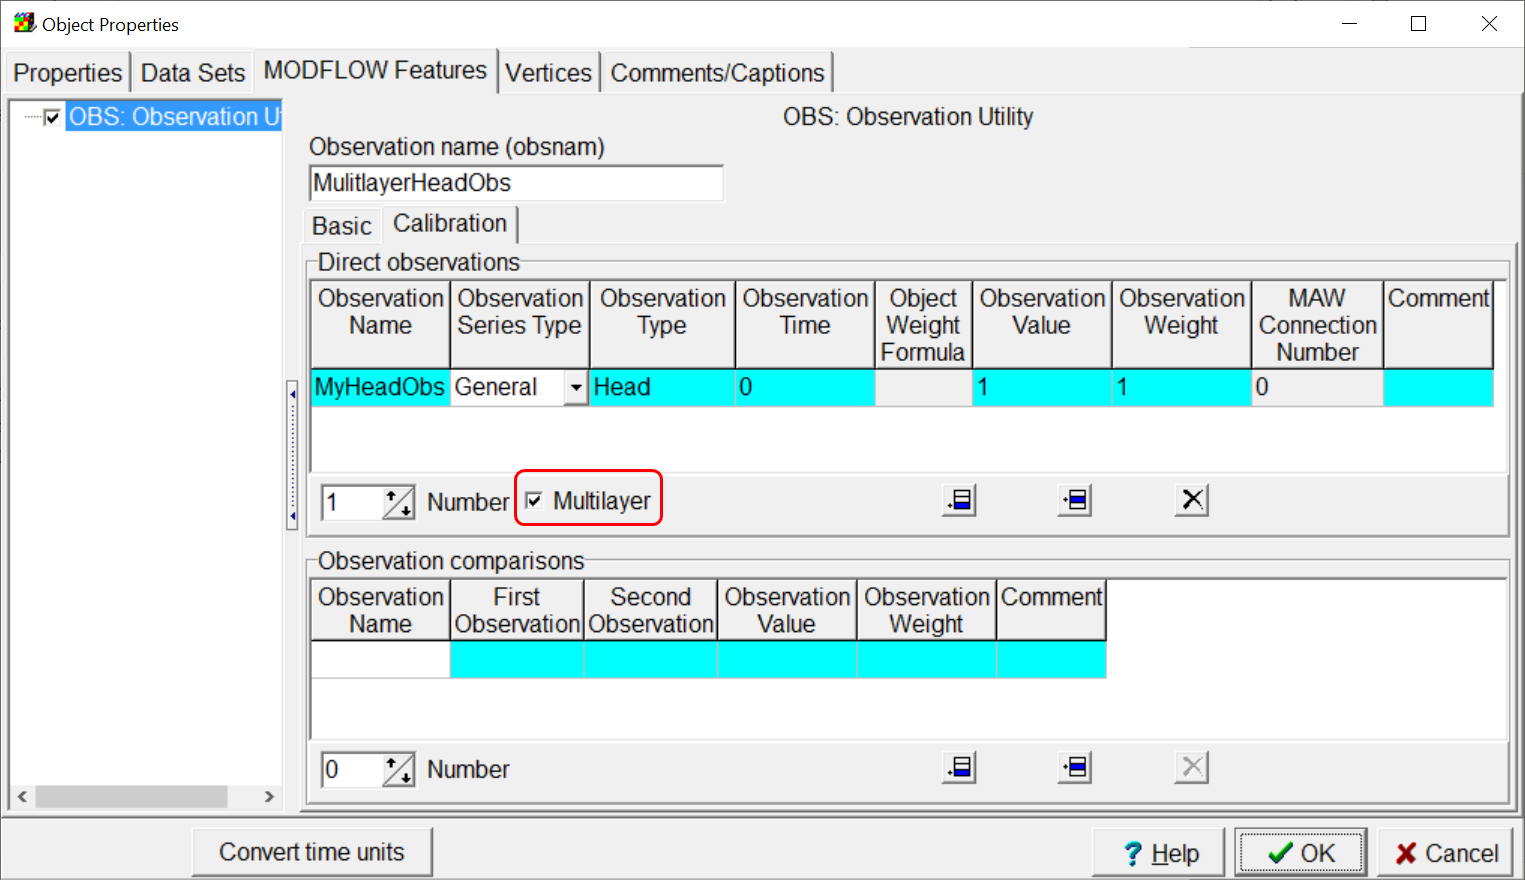 Object Properties
Properties Data Sets MODFLOW Features Vertices Comments/Captions
OBS: Observation Ut
OBS: Observation Utility
Observation name (obsnam)
MulitlayerHeadObs
Basic Calibration
Direct observations
Observation Name Observation Series Type Observation Type Observation Time Object Weight Formula Observation Value Observation Weight MAW Connection Number Comment
MyHeadObs General Head 0 1 1 0
1 Number Multilayer
Observation comparisons
Observation Name First Observation Second Observation Observation Value Observation Weight Comment
0 Number
Convert time units ? Help OK Cancel